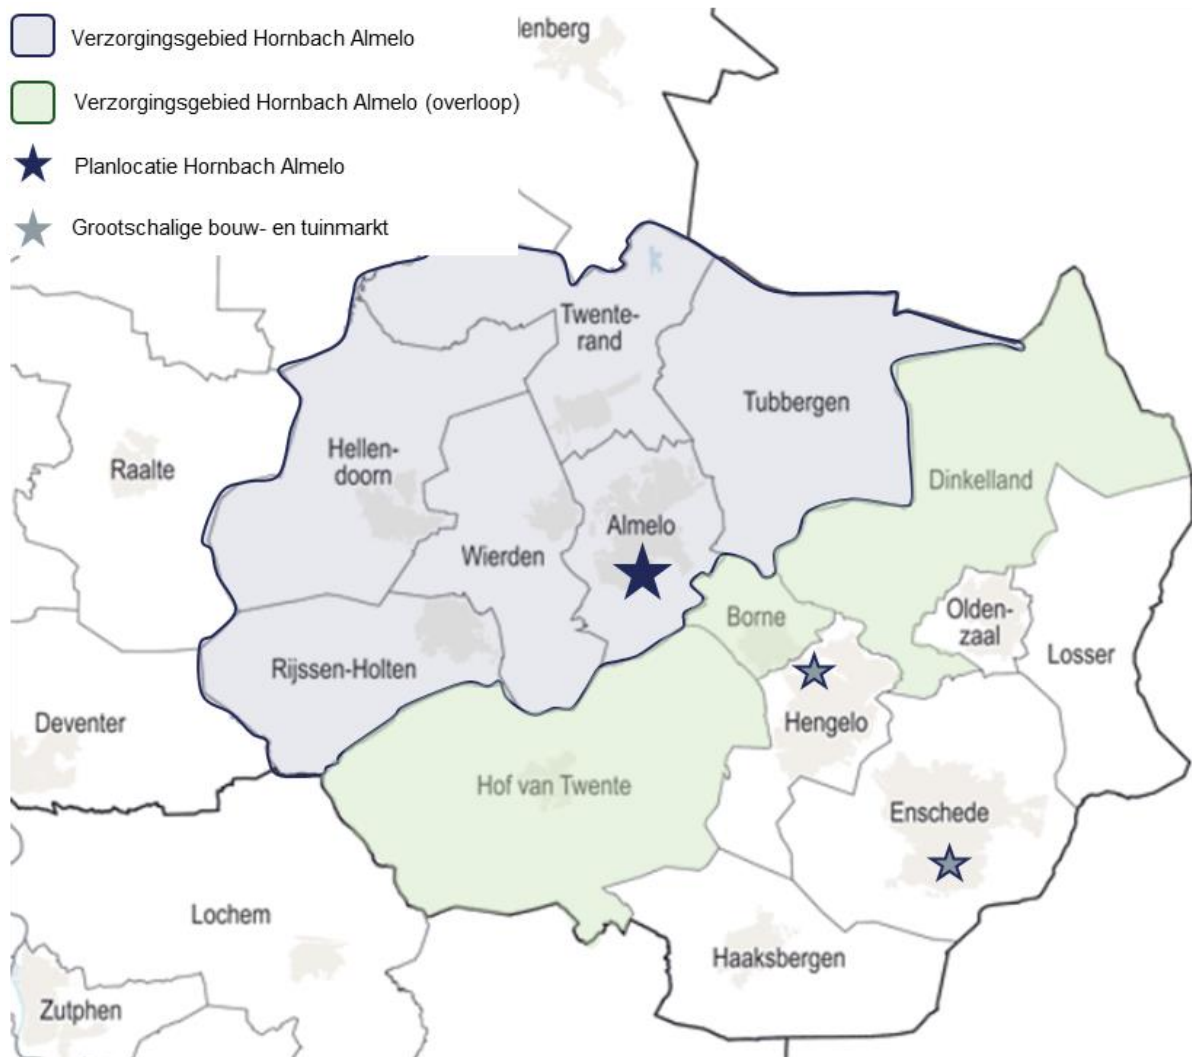 Verzorgingsgebied Hornbach Almelo
Verzorgingsgebied Hornbach Almelo (overloop)
Planlocatie Hornbach Almelo
Grootschalige bouw- en tuinmarkt
lenberg
Twente-
rand
Tubbergen
Hellen-
doorn
Raalte
Dinkelland
Almelo
Wierden
Borne
Olden-
zaal
Losser
Rijssen-Holten
Deventer
Hengelo
Hof van Twente
Enschede
Lochem
Haaksbergen
Zutphen